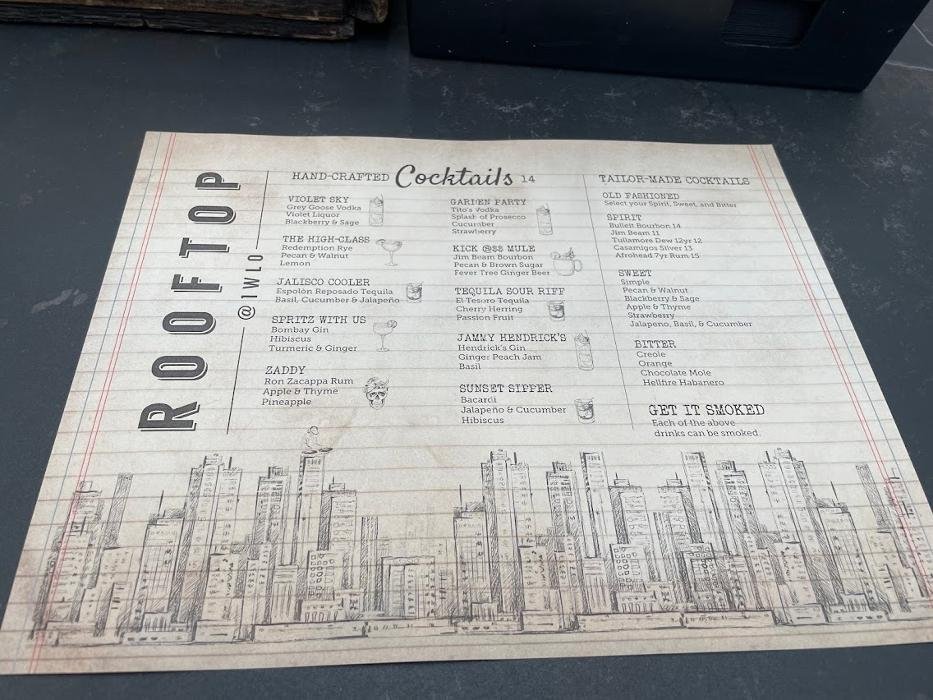 ROOFTOP
@1WLO
HAND-CRAFTED Cocktails 14
VIOLET SKY
Grey Goose Vodka
Violet Liquor
Blackberry & Sage
THE HIGH-CLASS
Redemption Rye
Pecan & Walnut
Lemon
JALISCO COOLER
Espolòn Reposado Tequila
Basil, Cucumber & Jalapeño
SPRITZ WITH US
Bombay Gin
Hibiscus
Turmeric & Ginger
ZADDY
Ron Zacappa Rum
Apple & Thyme
Pineapple
GARDEN PARTY
Tito's Vodka
Splash of Prosecco
Cucumber
Strawberry
KICK @$$ MULE
Jim Beam Bourbon
Pecan & Brown Sugar
Fever Tree Ginger Beer
TEQUILA SOUR RIFF
El Tesoro Tequila
Cherry Herring
Passion Fruit
JAMMY HENDRICK'S
Hendrick's Gin
Ginger Peach Jam
Basil
SUNSET SIPPER
Bacardi
Jalapeño & Cucumber
Hibiscus
TAILOR-MADE COCKTAILS
OLD FASHIONED
Select your Spirit, Sweet, and Bitter
SPIRIT
Bulleit Bourbon 14
Jim Beam 11
Tullamore Dew 12yr 12
Casamigos Silver 13
Afrohead 7yr Rum 15
SWEET
Simple
Pecan & Walnut
Blackberry & Sage
Apple & Thyme
Strawberry
Jalapeno, Basil, & Cucumber
BITTER
Creole
Orange
Chocolate Mole
Hellfire Habanero
GET IT SMOKED
Each of the above
drinks can be smoked.